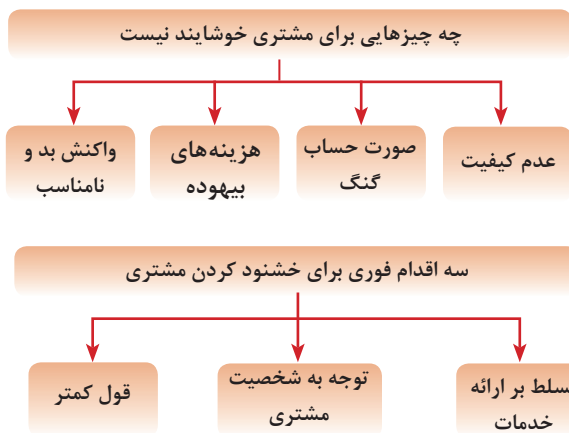 چه چیزهایی برای مشتری خوشایند نیست
عدم کیفیت
صورت حساب
گنگ
هزینه‌های
بیهوده
واکنش بد و
نامناسب
سه اقدام فوری برای خشنود کردن مشتری
سلط بر ارائه
خدمات
توجه به شخصیت
مشتری
قول کمتر